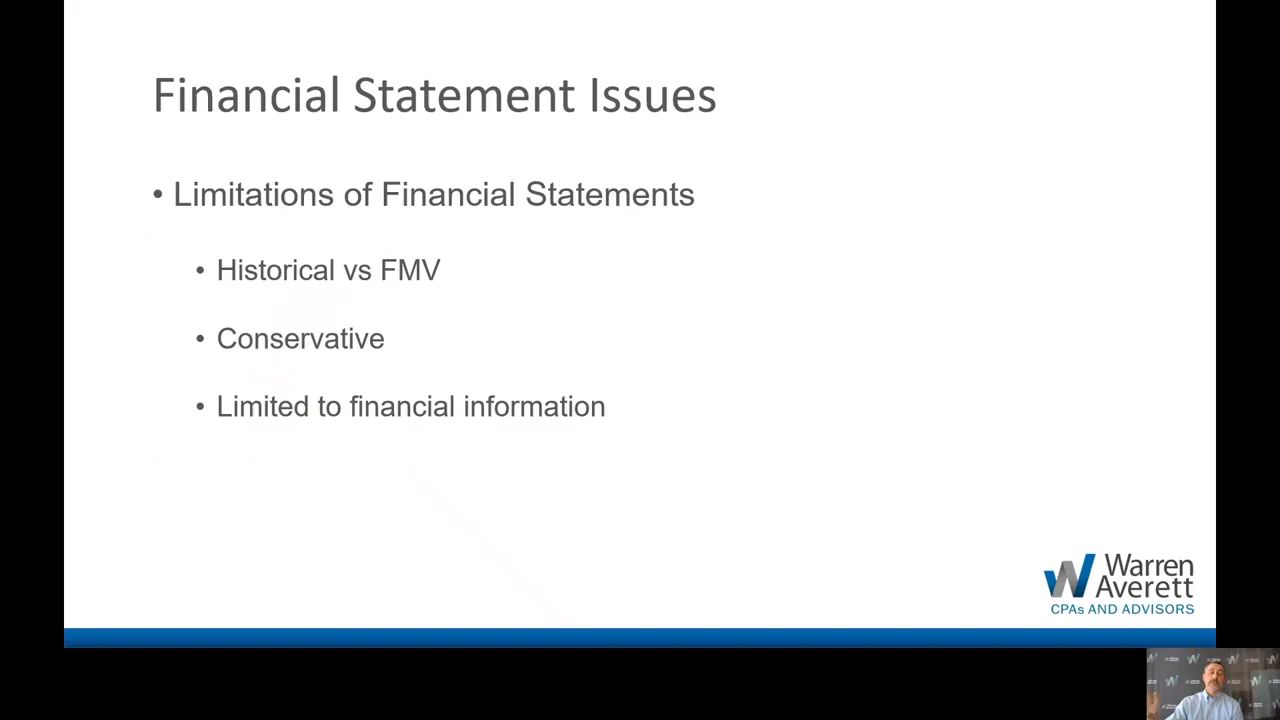 Financial Statement Issues
• Limitations of Financial Statements
• Historical vs FMV
• Conservative
• Limited to financial information
Warren
Averett
CPAs AND ADVISORS